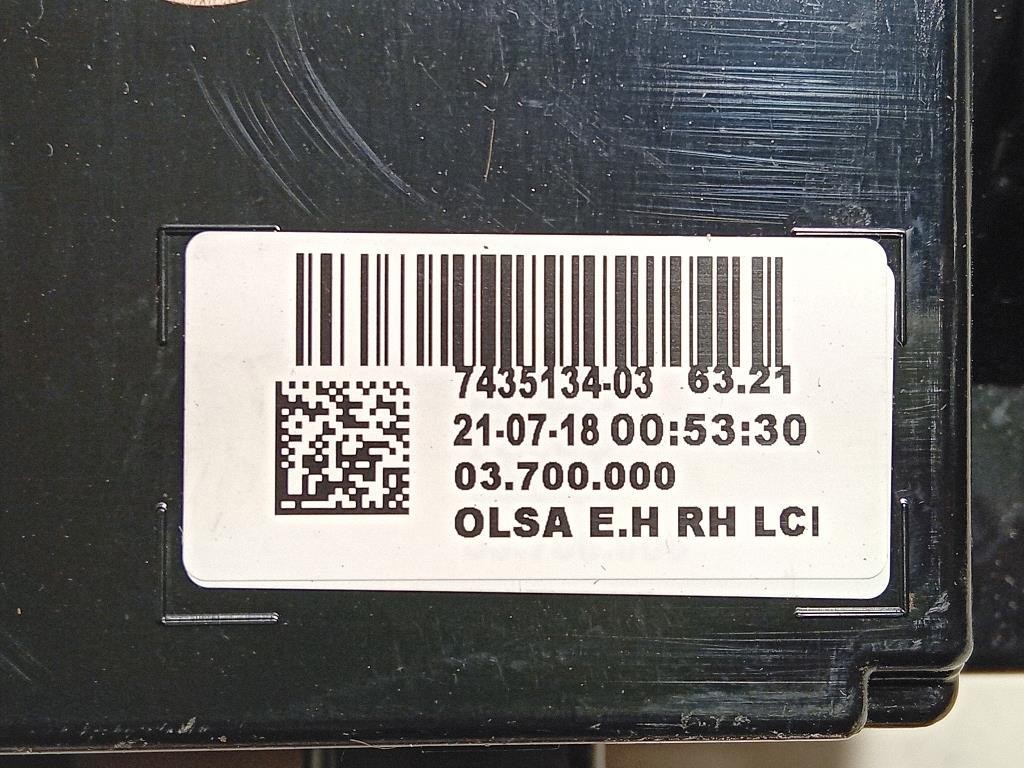 7435134-03 63.21
21-07-18 00:53:30
03.700.000
OLSA E.H RH LCI